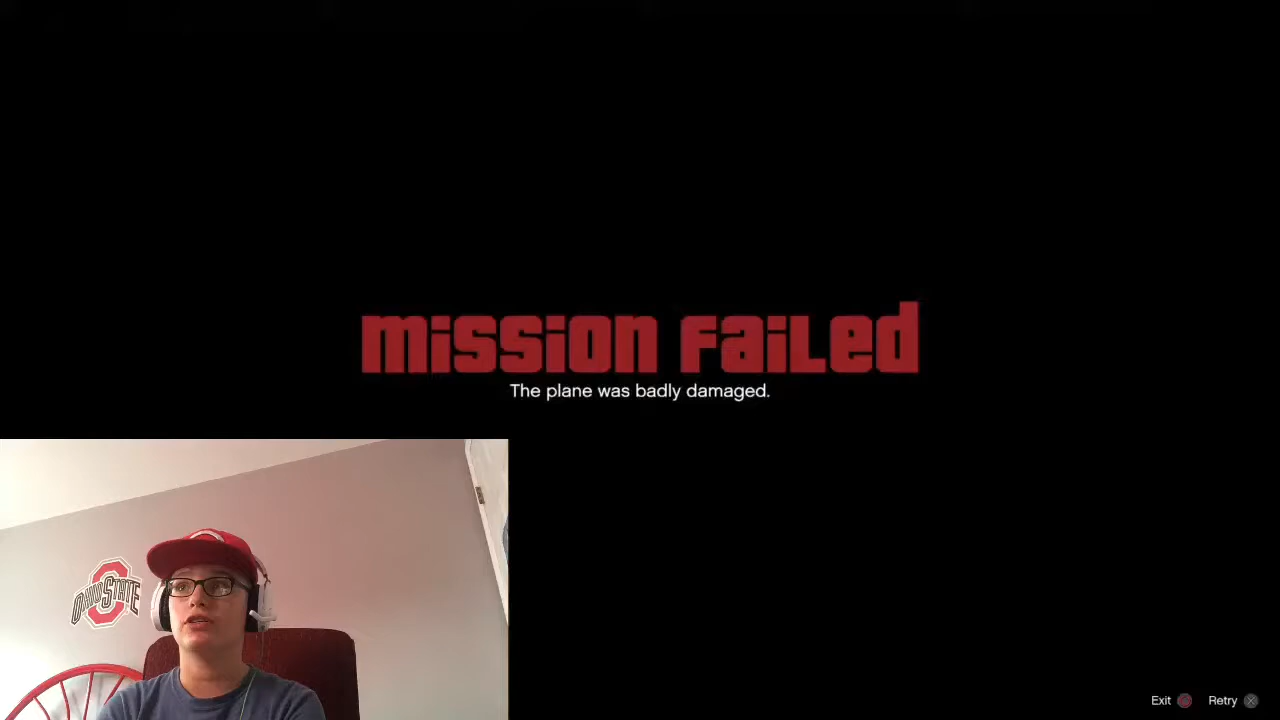 mission failed
The plane was badly damaged.
OHIO STATE
Exit
Retry